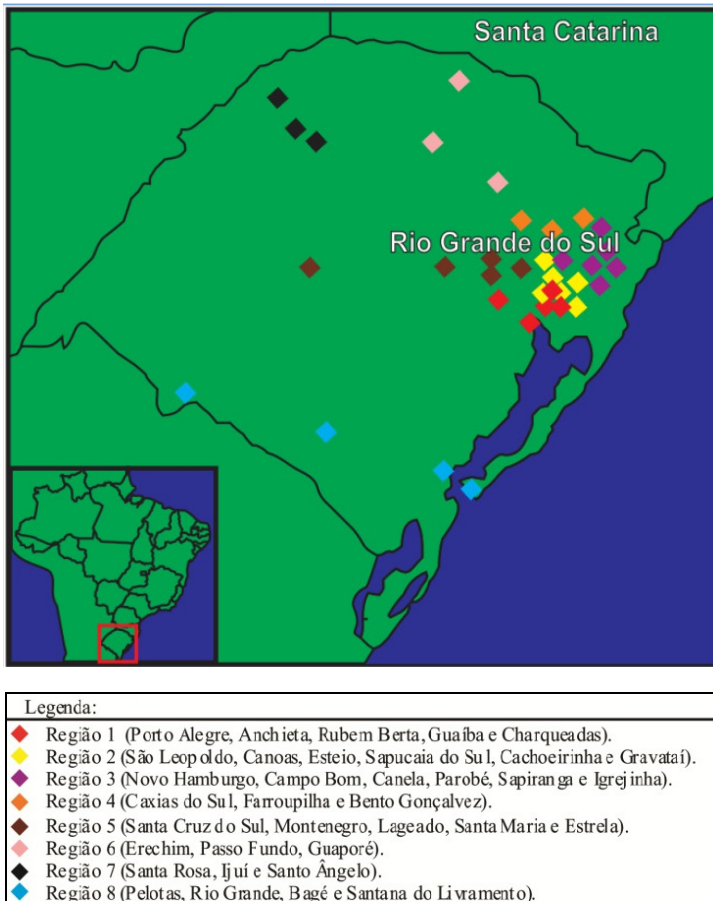 Santa Catarina
Rio Grande do Sul
Legenda:
Região 1 (Porto Alegre, Anchieta, Rubem Berta, Guaíba e Charqueadas).
Região 2 (São Leopoldo, Canoas, Esteio, Sapucaia do Sul, Cachoeirinha e Gravataí).
Região 3 (Novo Hamburgo, Campo Bom, Canela, Parobé, Sapiranga e Igrejinha).
Região 4 (Caxias do Sul, Farroupilha e Bento Gonçalvez).
Região 5 (Santa Cruz do Sul, Montenegro, Lageado, Santa Maria e Estrela).
Região 6 (Erechim, Passo Fundo, Guaporé).
Região 7 (Santa Rosa, Ijuí e Santo Ângelo).
Região 8 (Pelotas, Rio Grande, Bagé e Santana do Livramento).